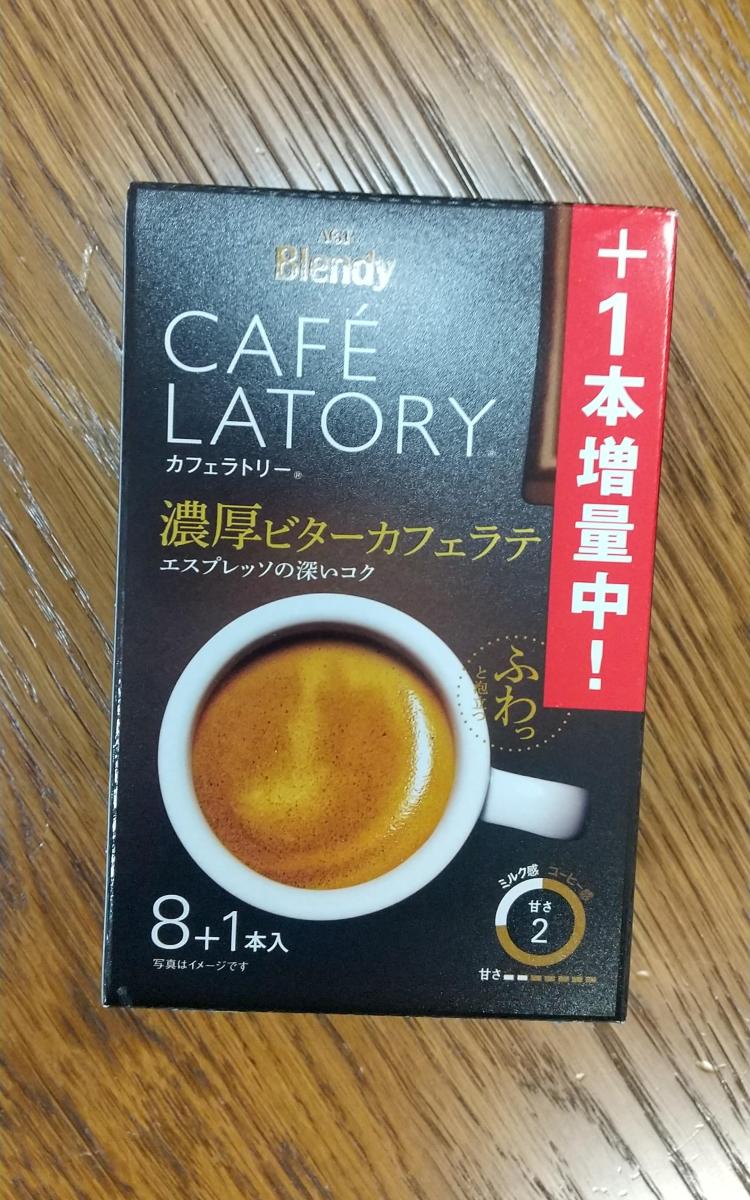 AGF
Blendy
CAFÉ
LATORY®
カフェラトリー®
濃厚ビターカフェラテ
エスプレッソの深いコク
+1本増量中!
ふわっ
と泡立つ
8+1本入
写真はイメージです
ミルク感 コーヒー感
甘さ
2
甘さ